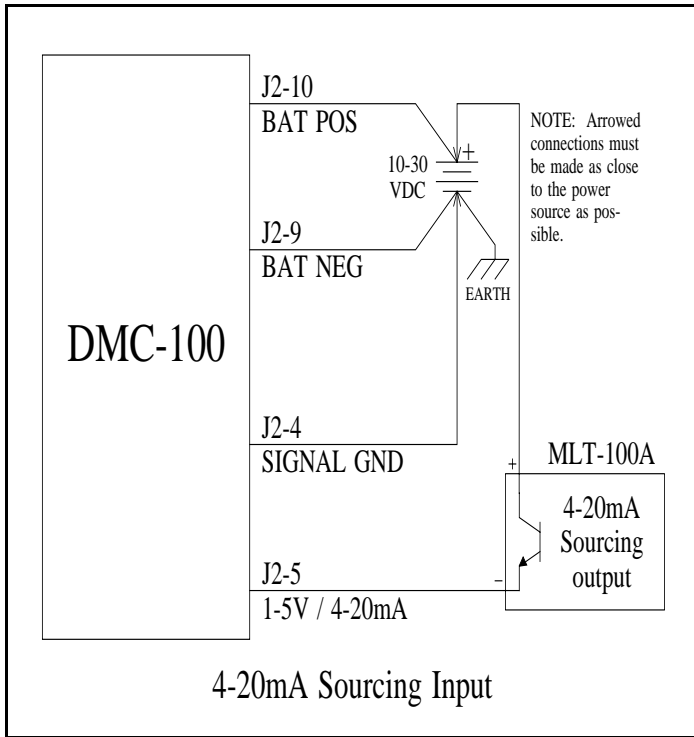 J2-10
BAT POS
+
10-30
VDC
NOTE: Arrowed
connections must
be made as close
to the power
source as pos-
sible.
J2-9
BAT NEG
EARTH
DMC-100
J2-4
SIGNAL GND
+
MLT-100A
4-20mA
Sourcing
output
J2-5
–
1-5V / 4-20mA
4-20mA Sourcing Input